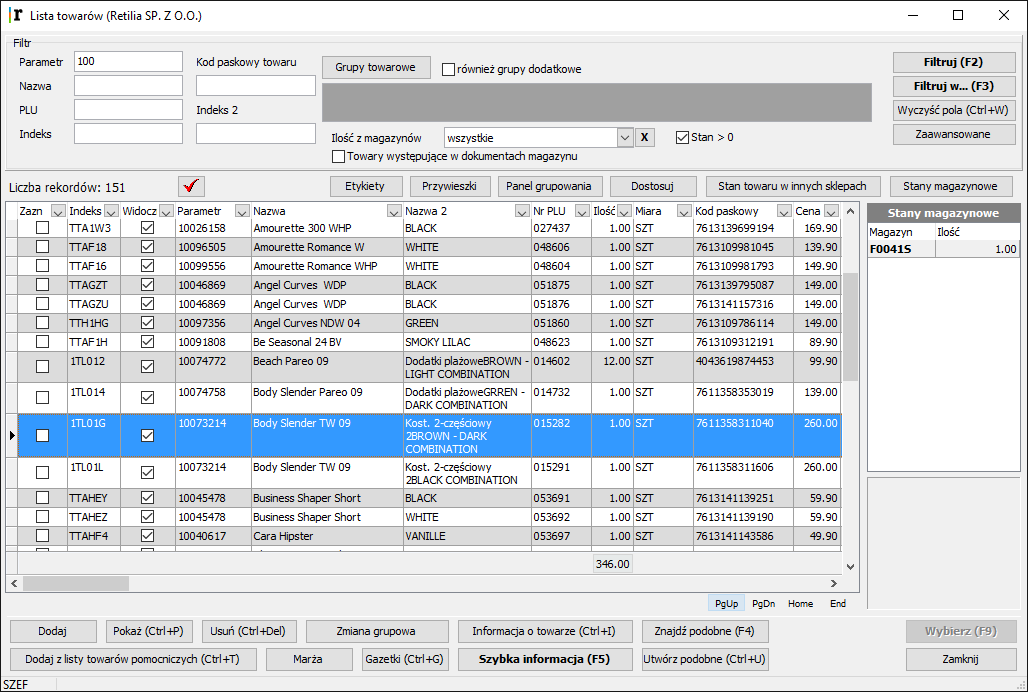 r Lista towarów (Retilia SP. Z O.O.)
Filtr
Parametr 100 Kod paskowy towaru Grupy towarowe również grupy dodatkowe Filtruj (F2)
Nazwa Filtruj w... (F3)
PLU Indeks 2 Wyczyść pola (Ctrl+W)
Indeks Ilość z magazynów wszystkie X Stan > 0 Zaawansowane
Towary występujące w dokumentach magazynu
Liczba rekordów: 151 Etykiety Przywieszki Panel grupowania Dostosuj Stan towaru w innych sklepach Stany magazynowe
Zazn Indeks Widocz Parametr Nazwa Nazwa 2 Nr PLU Ilość Miara Kod paskowy Cena
TTA1W3 10026158 Amourette 300 WHP BLACK 027437 1.00 SZT 7613139699194 169.90
TTAF18 10096505 Amourette Romance W WHITE 048606 1.00 SZT 7613109981045 139.90
TTAF16 10099556 Amourette Romance WHP WHITE 048604 1.00 SZT 7613109981793 149.90
TTAGZT 10046869 Angel Curves WDP BLACK 051875 1.00 SZT 7613139795087 149.00
TTAGZU 10046869 Angel Curves WDP BLACK 051876 1.00 SZT 7613141157316 149.00
TTH1HG 10097356 Angel Curves NDW 04 GREEN 051860 1.00 SZT 7613109786114 149.00
TTAF1H 10091808 Be Seasonal 24 BV SMOKY LILAC 048623 1.00 SZT 7613109312191 89.90
1TL012 10074772 Beach Pareo 09 Dodatki plażoweBROWN - 014602 12.00 SZT 4043619874453 99.90
LIGHT COMBINATION
1TL014 10074758 Body Slender Pareo 09 Dodatki plażoweGRREN - 014732 1.00 SZT 7611358353019 139.00
DARK COMBINATION
1TL01G 10073214 Body Slender TW 09 Kost. 2-częściowy 015282 1.00 SZT 7611358311040 260.00
2BROWN - DARK
COMBINATION
1TL01L 10073214 Body Slender TW 09 Kost. 2-częściowy 015291 1.00 SZT 7611358311606 260.00
2BLACK COMBINATION
TTAHEY 10045478 Business Shaper Short BLACK 053691 1.00 SZT 7613141139251 59.90
TTAHEZ 10045478 Business Shaper Short WHITE 053692 1.00 SZT 7613141139190 59.90
TTAHF4 10040617 Cara Hipster VANILLE 053697 1.00 SZT 7613141143586 49.90
346.00
Stany magazynowe
Magazyn Ilość
F0041S 1.00
PgUp PgDn Home End
Dodaj Pokaż (Ctrl+P) Usuń (Ctrl+Del) Zmiana grupowa Informacja o towarze (Ctrl+I) Znajdź podobne (F4) Wybierz (F9)
Dodaj z listy towarów pomocniczych (Ctrl+T) Marża Gazetki (Ctrl+G) Szybka informacja (F5) Utwórz podobne (Ctrl+U) Zamknij
SZEF